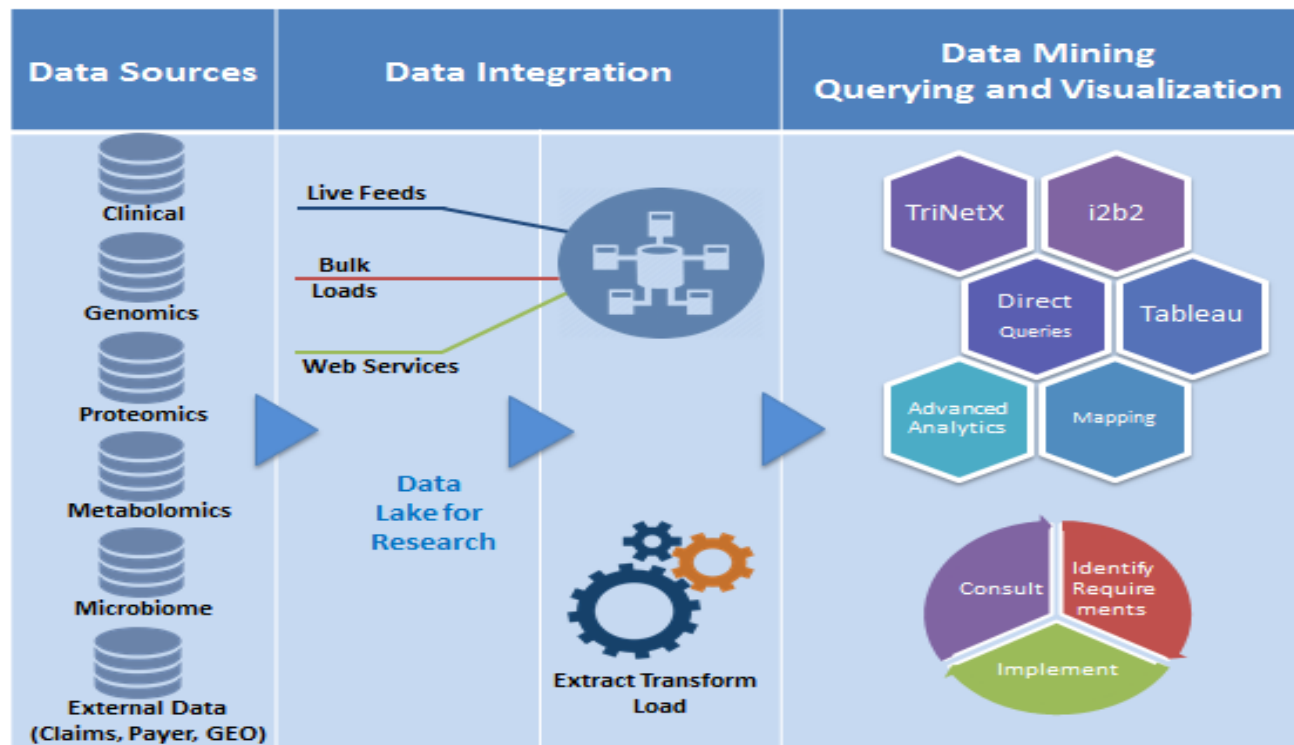 Data Sources
Data Integration
Data Mining
Querying and Visualization
Clinical
Genomics
Proteomics
Metabolomics
Microbiome
External Data
(Claims, Payer, GEO)
Live Feeds
Bulk
Loads
Web Services
Data
Lake for
Research
Extract Transform
Load
TriNetX
i2b2
Direct
Queries
Tableau
Advanced
Analytics
Mapping
Consult
Identify
Require
ments
Implement